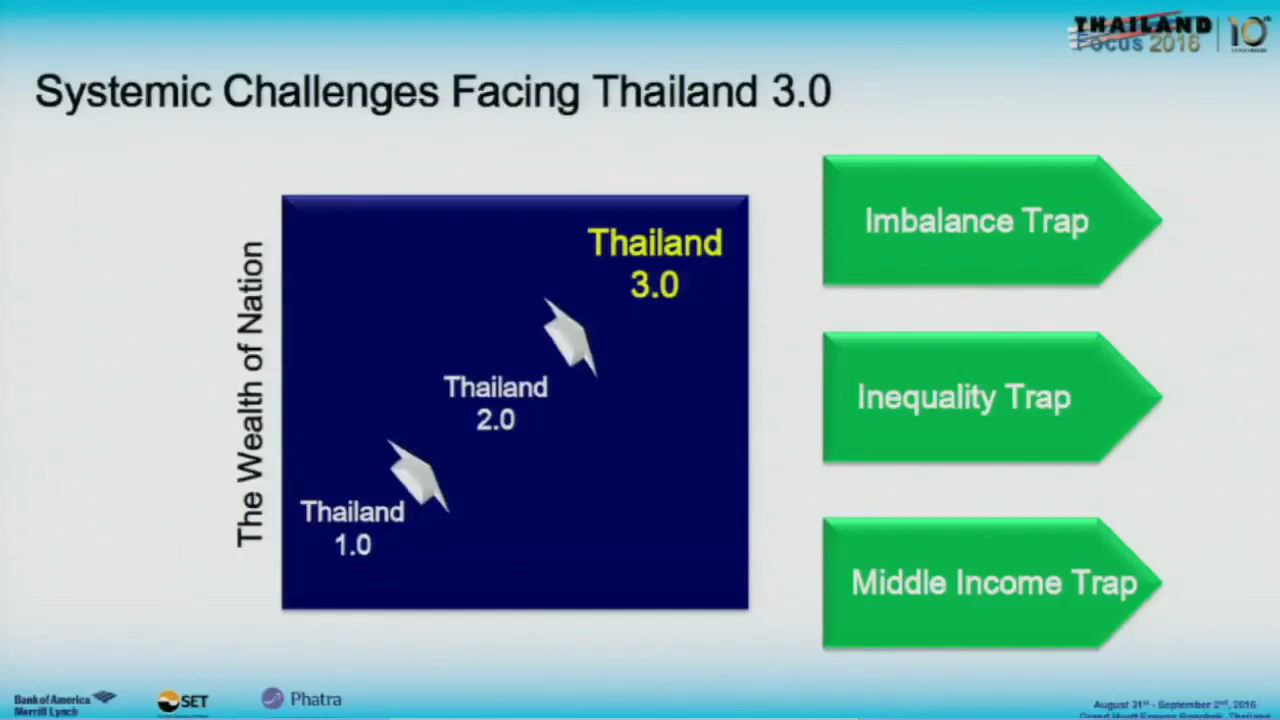 THAILAND
Focus 2016
10th
Systemic Challenges Facing Thailand 3.0
The Wealth of Nation
Thailand
3.0
Thailand
2.0
Thailand
1.0
Imbalance Trap
Inequality Trap
Middle Income Trap
Bank of America
Merrill Lynch
SET
Phatra
August 31st - September 2nd, 2016